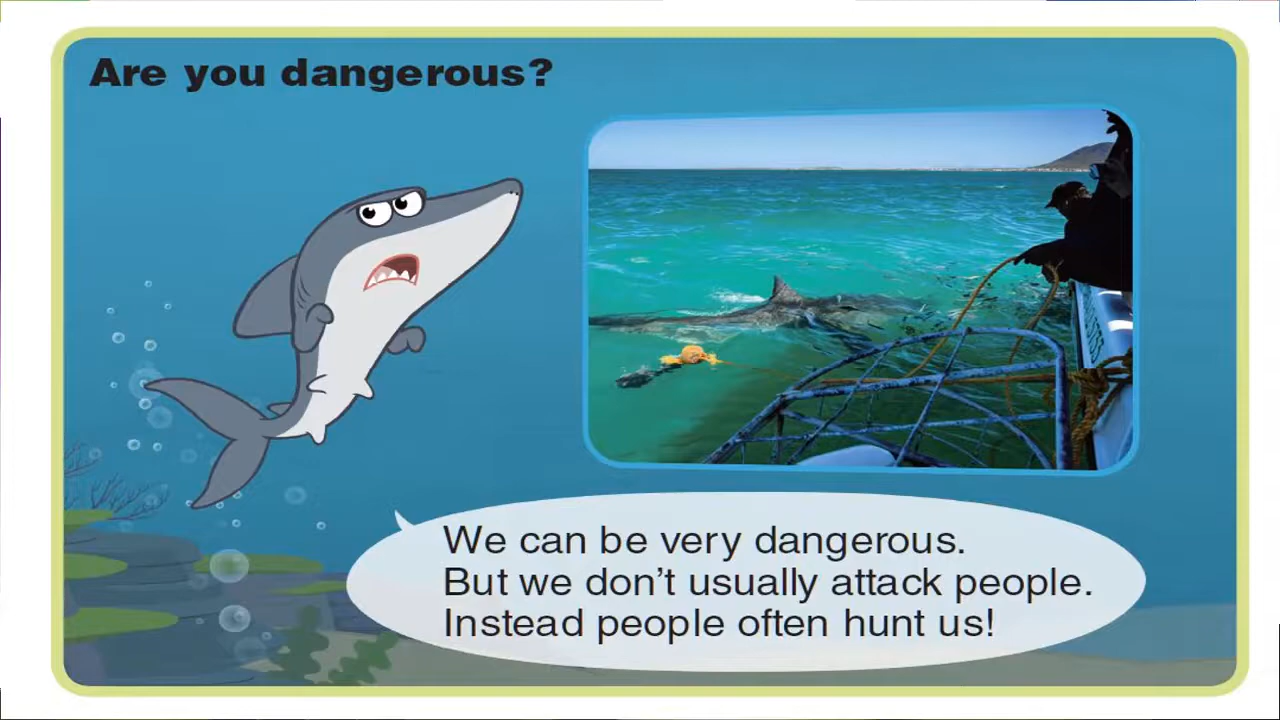 Are you dangerous?
We can be very dangerous.
But we don't usually attack people.
Instead people often hunt us!